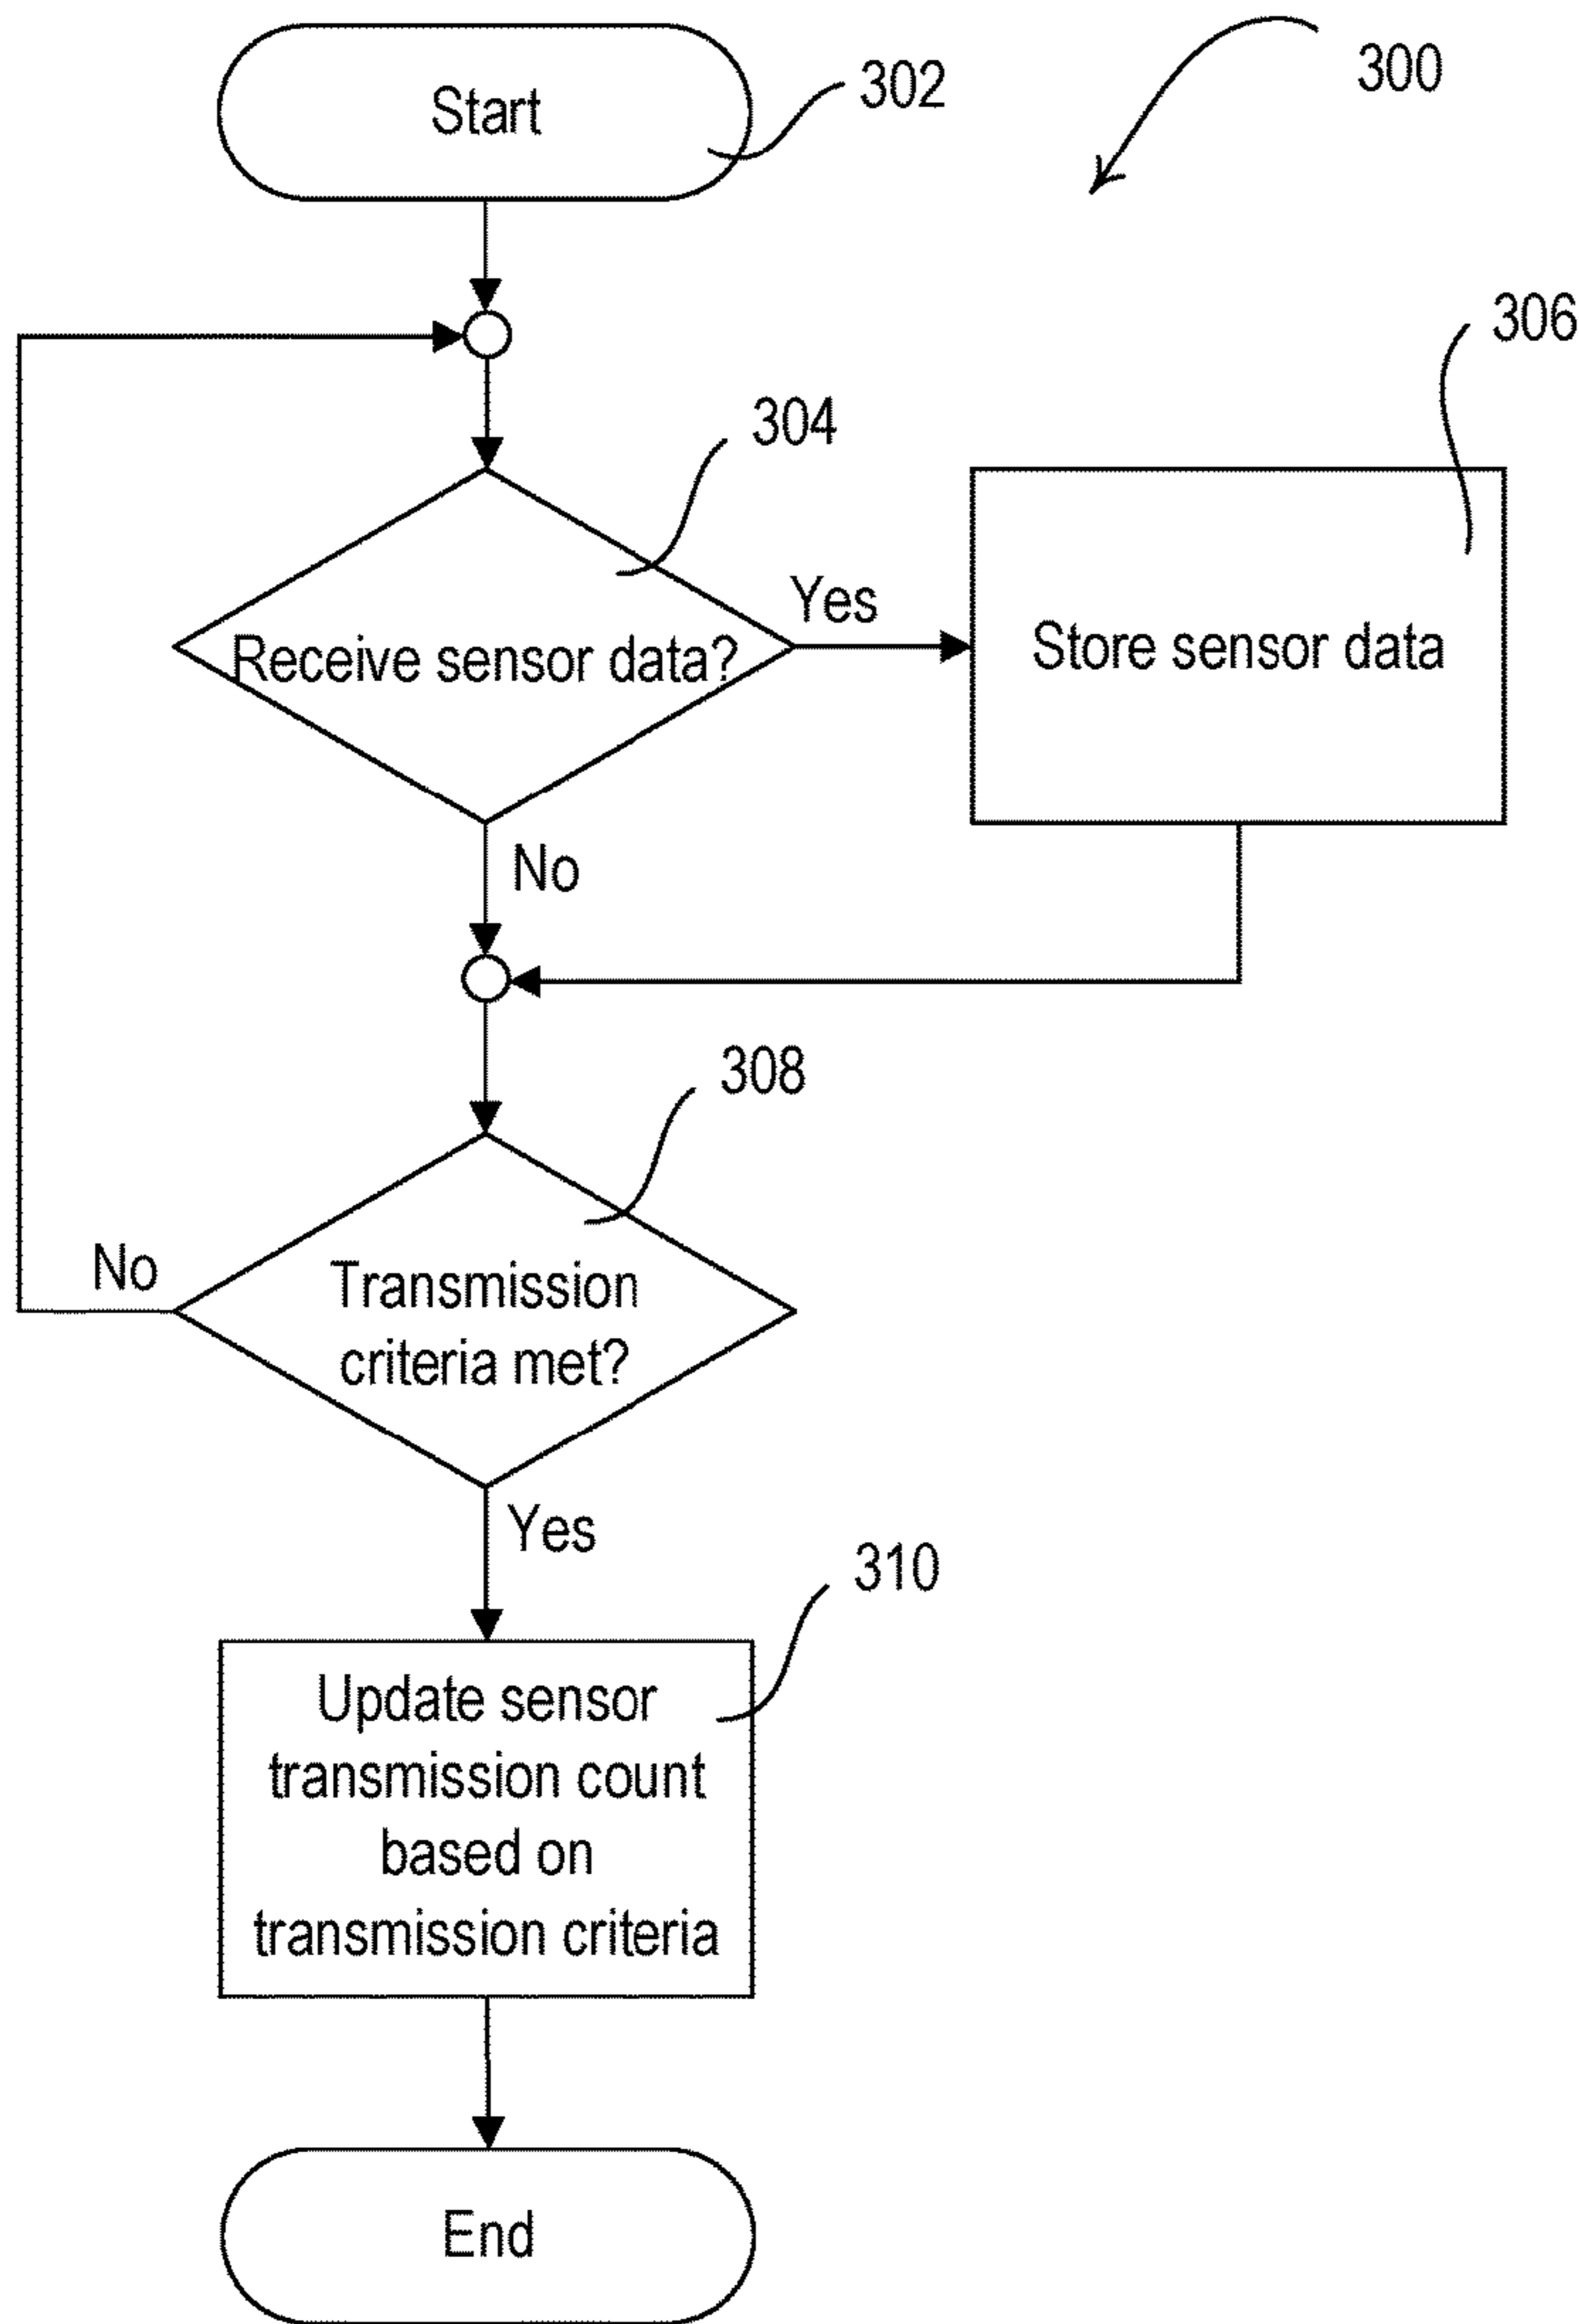 Start
302
300
306
304
Receive sensor data?
Yes
Store sensor data
No
308
No
Transmission
criteria met?
Yes
310
Update sensor
transmission count
based on
transmission criteria
End